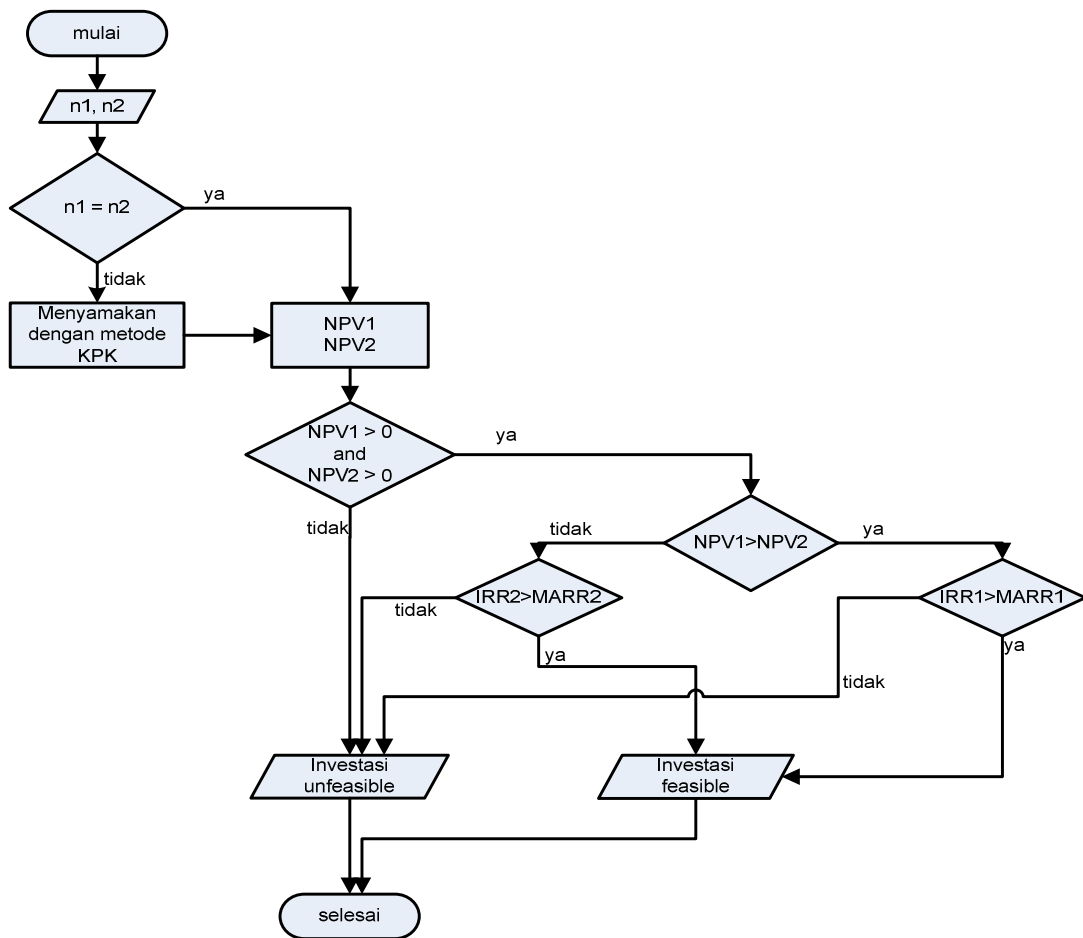 mulai
n1, n2
n1 = n2
ya
tidak
Menyamakan
dengan metode
KPK
NPV1
NPV2
NPV1 > 0
and
NPV2 > 0
ya
tidak
NPV1>NPV2
tidak
ya
IRR2>MARR2
tidak
ya
IRR1>MARR1
ya
tidak
Investasi
unfeasible
Investasi
feasible
selesai